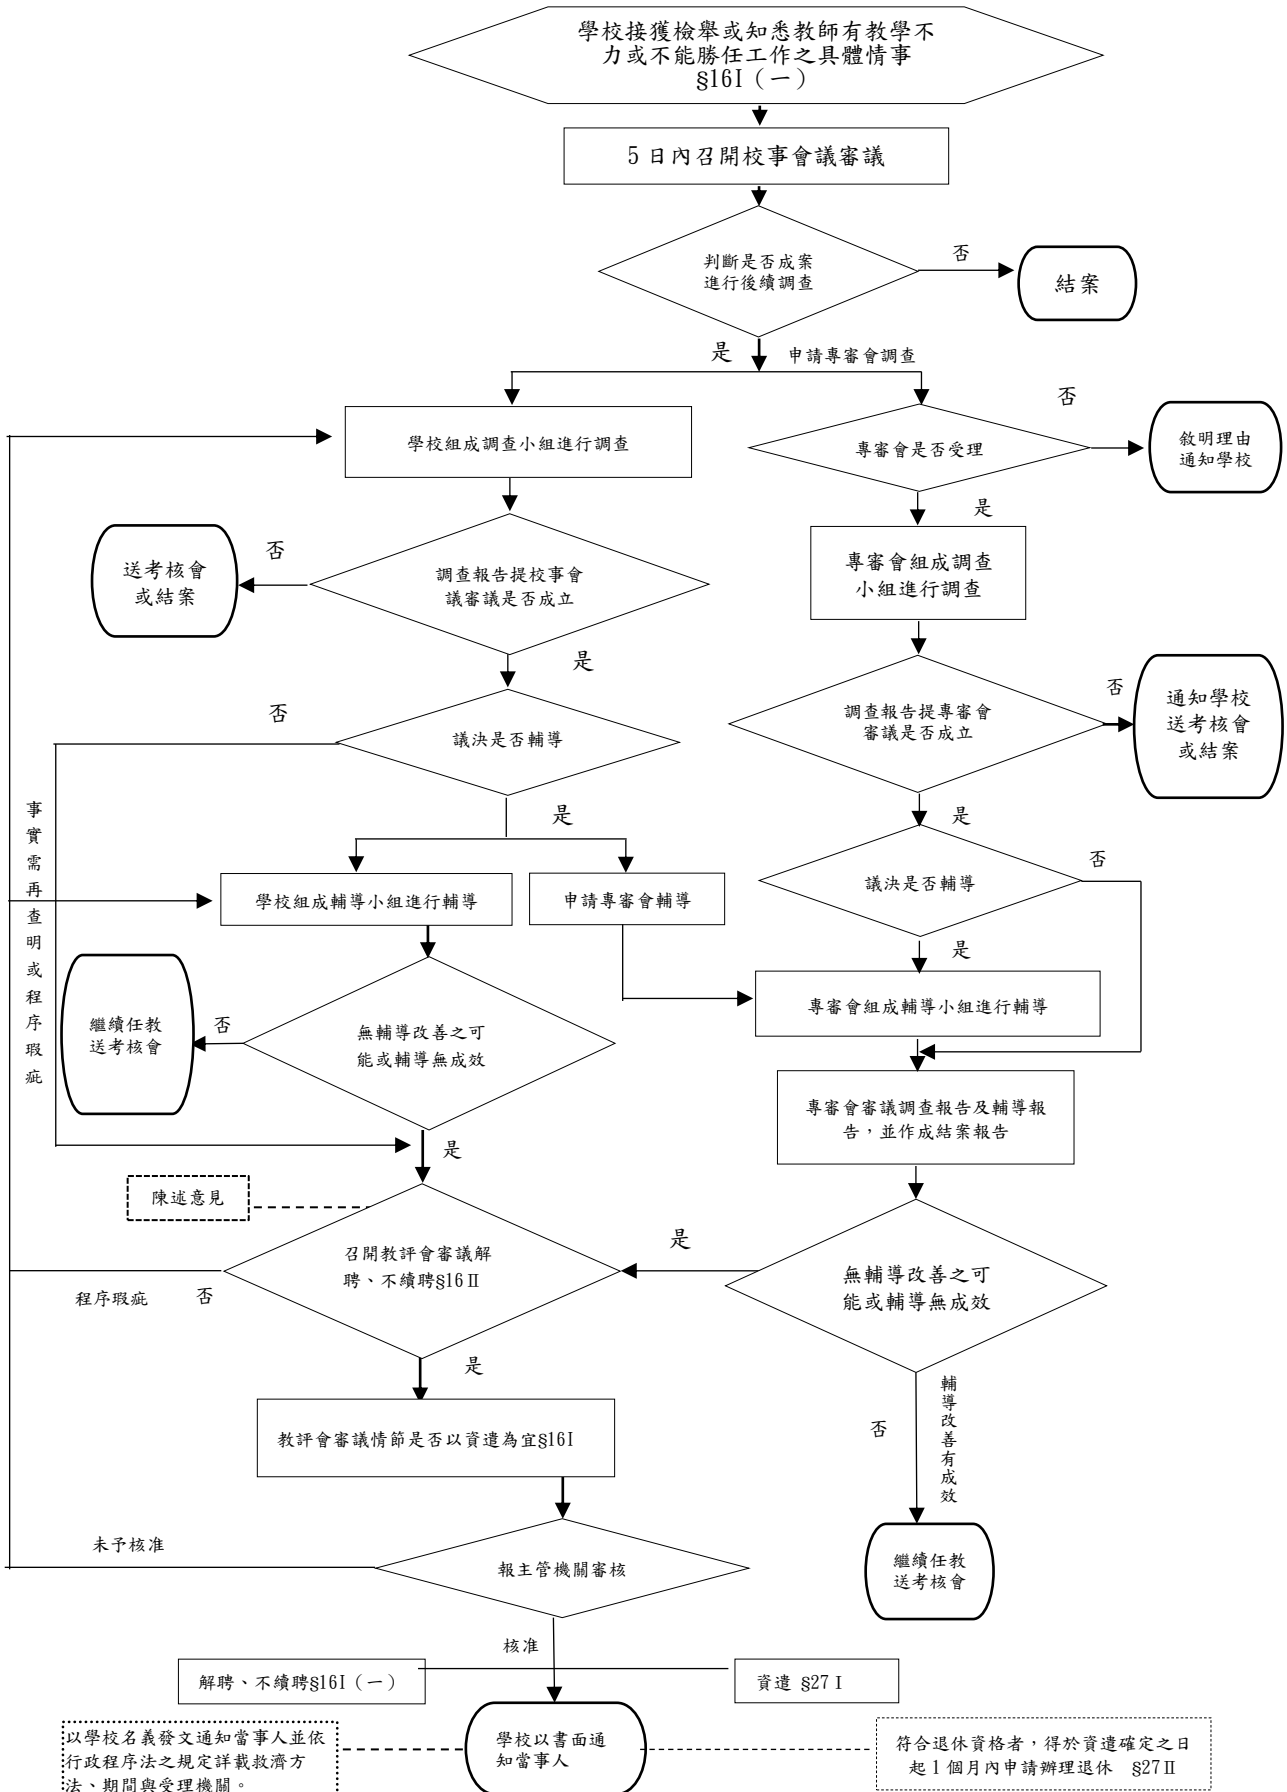 學校接獲檢舉或知悉教師有教學不
力或不能勝任工作之具體情事
§16I（一）
5 日內召開校事會議審議
判斷是否成案
進行後續調查
否
結案
是
申請專審會調查
學校組成調查小組進行調查
專審會是否受理
否
敘明理由
通知學校
是
專審會組成調查
小組進行調查
調查報告提校事會
議審議是否成立
否
送考核會
或結案
是
調查報告提專審會
審議是否成立
否
通知學校
送考核會
或結案
議決是否輔導
否
是
是
議決是否輔導
否
是
學校組成輔導小組進行輔導
申請專審會輔導
專審會組成輔導小組進行輔導
事實需再查明或程序瑕疵
無輔導改善之可
能或輔導無成效
否
繼續任教
送考核會
是
專審會審議調查報告及輔導報
告，並作成結案報告
陳述意見
召開教評會審議解
聘、不續聘§16Ⅱ
是
無輔導改善之可
能或輔導無成效
程序瑕疵
否
是
否
輔導改善有成效
教評會審議情節是否以資遣為宜§16I
未予核准
報主管機關審核
繼續任教
送考核會
核准
解聘、不續聘§16I（一）
資遣 §27 I
學校以書面通
知當事人
以學校名義發文通知當事人並依
行政程序法之規定詳載救濟方
法、期間與受理機關。
符合退休資格者，得於資遣確定之日
起 1 個月內申請辦理退休 §27Ⅱ